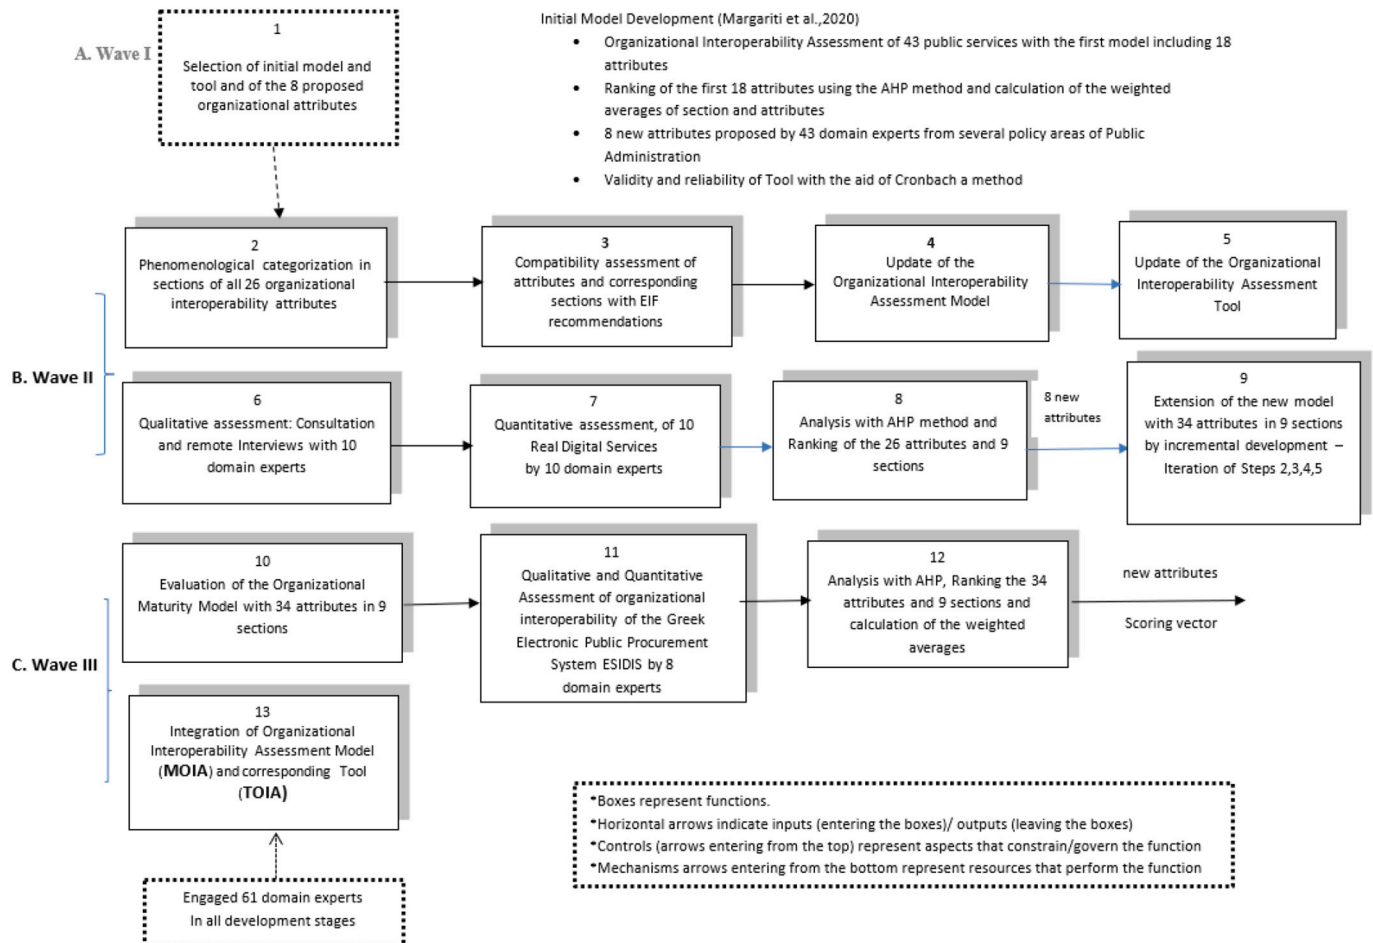 Initial Model Development (Margariti et al.,2020)
• Organizational Interoperability Assessment of 43 public services with the first model including 18
attributes
• Ranking of the first 18 attributes using the AHP method and calculation of the weighted
averages of section and attributes
• 8 new attributes proposed by 43 domain experts from several policy areas of Public
Administration
• Validity and reliability of Tool with the aid of Cronbach a method
A. Wave I
1
Selection of initial model and
tool and of the 8 proposed
organizational attributes
B. Wave II
2
Phenomenological categorization in
sections of all 26 organizational
interoperability attributes
3
Compatibility assessment of
attributes and corresponding
sections with EIF
recommendations
4
Update of the
Organizational Interoperability
Assessment Model
5
Update of the Organizational
Interoperability Assessment
Tool
6
Qualitative assessment: Consultation
and remote Interviews with 10
domain experts
7
Quantitative assessment, of 10
Real Digital Services
by 10 domain experts
8
Analysis with AHP method and
Ranking of the 26 attributes and 9
sections
8 new
attributes
9
Extension of the new model
with 34 attributes in 9 sections
by incremental development –
Iteration of Steps 2,3,4,5
C. Wave III
10
Evaluation of the Organizational
Maturity Model with 34 attributes in 9
sections
11
Qualitative and Quantitative
Assessment of organizational
interoperability of the Greek
Electronic Public Procurement
System ESIDIS by 8
domain experts
12
Analysis with AHP, Ranking the 34
attributes and 9 sections and
calculation of the weighted
averages
new attributes
Scoring vector
13
Integration of Organizational
Interoperability Assessment Model
(MOIA) and corresponding Tool
(TOIA)
Engaged 61 domain experts
In all development stages
*Boxes represent functions.
*Horizontal arrows indicate inputs (entering the boxes)/ outputs (leaving the boxes)
*Controls (arrows entering from the top) represent aspects that constrain/govern the function
*Mechanisms arrows entering from the bottom represent resources that perform the function